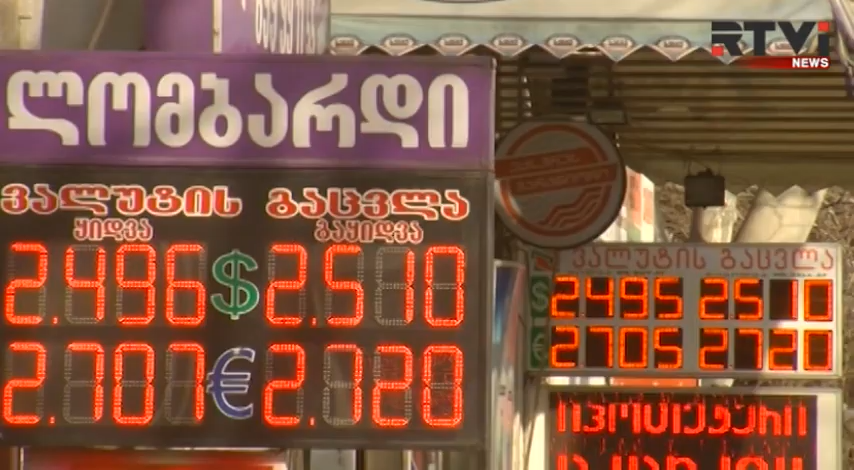 RTVi
NEWS
ლომბარდი
ვალუტის გაცვლა
ყიდვა გაყიდვა
2.496 $ 2.510
2.707 € 2.720
ვალუტის გაცვლა
$ 2495 2510
€ 2705 2720
იპოთეკური